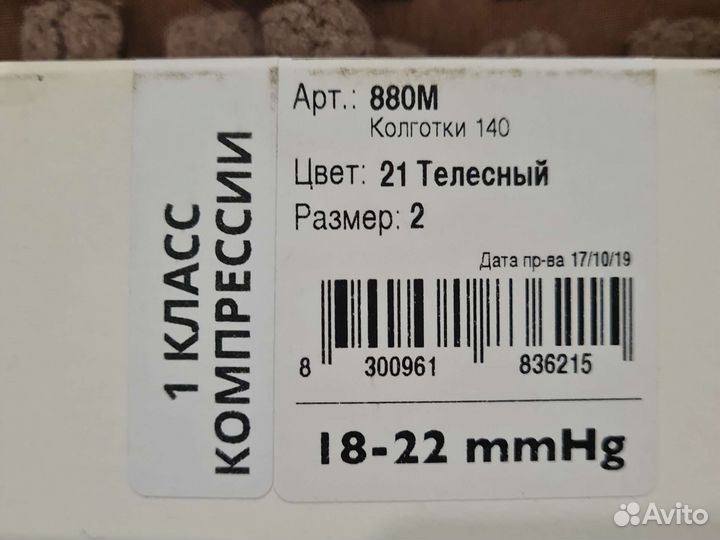 1 КЛАСС
КОМПРЕССИИ
Арт.: 880М
Колготки 140
Цвет: 21 Телесный
Размер: 2
Дата пр-ва 17/10/19
8 300961 836215
18-22 mmHg
Avito